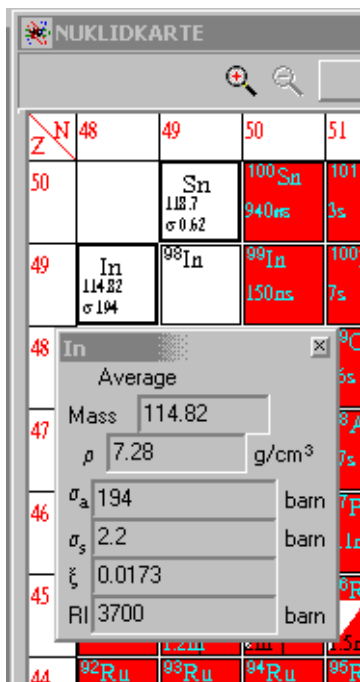 NUKLIDKARTE
Z N 48 49 50 51
50 Sn 118.7 σ 0.62 100Sn 940ms 101 3s
49 In 114.82 σ 194 98In 99In 150ns 100 7s
48
In
Average
Mass 114.82
ρ 7.28 g/cm³
σa 194 barn
σs 2.2 barn
ξ 0.0173
RI 3700 barn
47
46
45
44 92Ru 93Ru 94Ru 95R